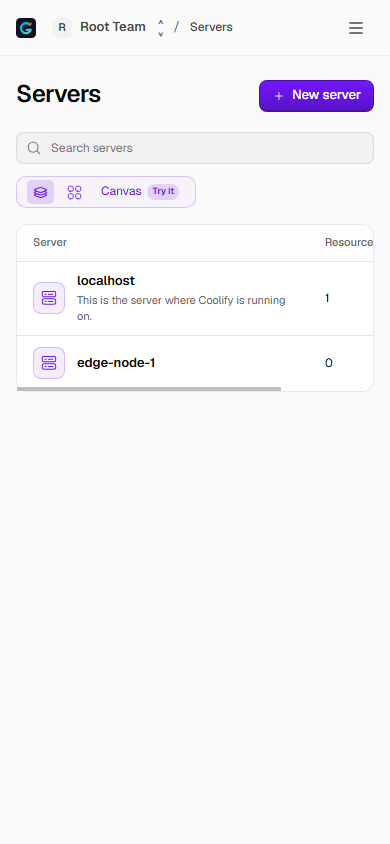 R Root Team / Servers
Servers
+ New server
Search servers
Canvas Try it
Server Resource
localhost
This is the server where Coolify is running
on.
1
edge-node-1
0